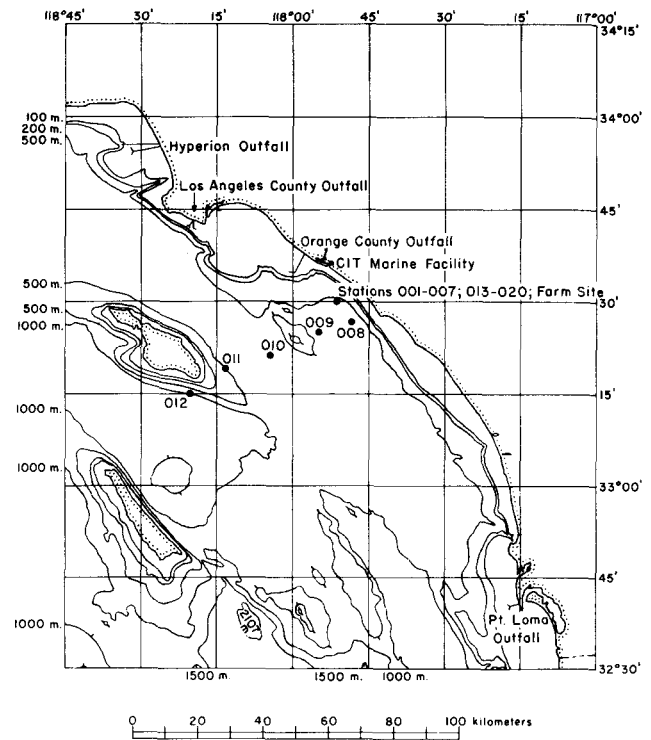 118°45' 30' 15' 118°00' 45' 30' 15' 117°00'
34°15'
100 m.
34°00'
200 m.
500 m.
Hyperion Outfall
Los Angeles County Outfall
45'
Orange County Outfall
CIT Marine Facility
500 m.
Stations 001-007; 013-020; Farm Site
30'
500 m.
1000 m.
009 008
010
011
15'
012
1000 m.
1000 m.
33°00'
45'
2107 m
Pt. Loma
Outfall
1000 m.
32°30'
1500 m. 1500 m. 1000 m.
0 20 40 60 80 100 kilometers